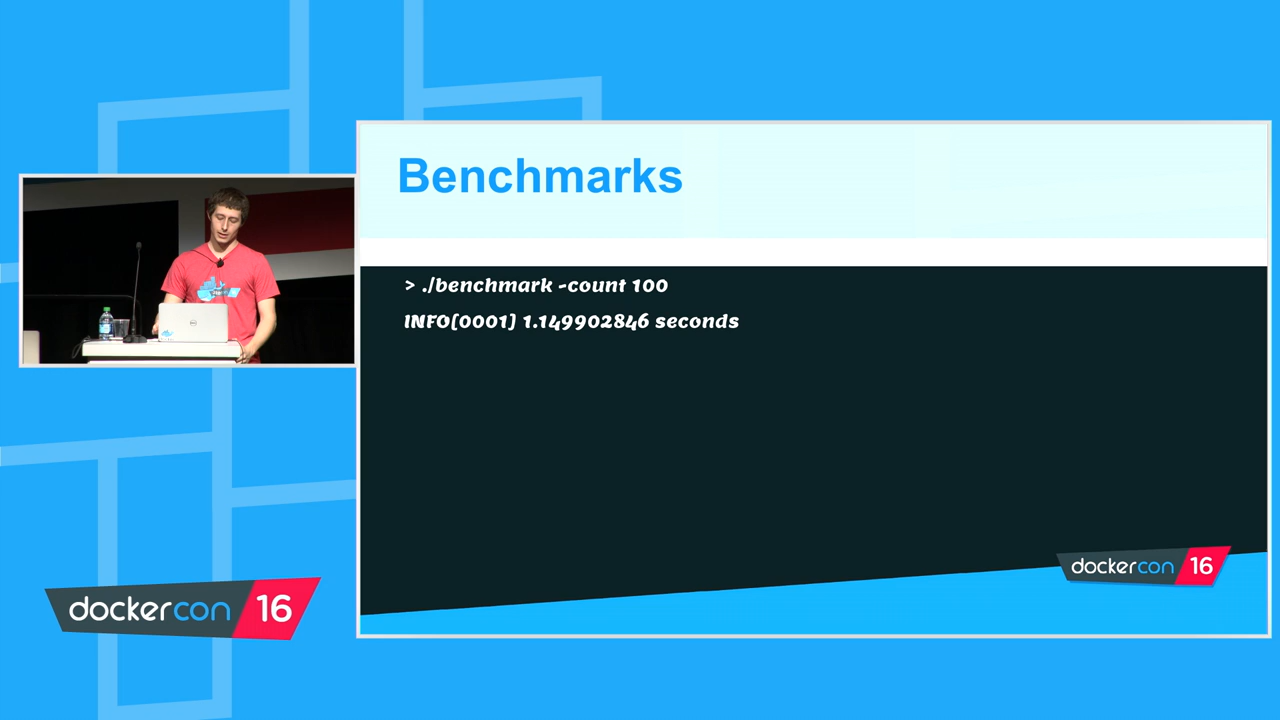 Benchmarks
> ./benchmark -count 100
INFO[0001] 1.149902846 seconds
dockercon 16
dockercon 16